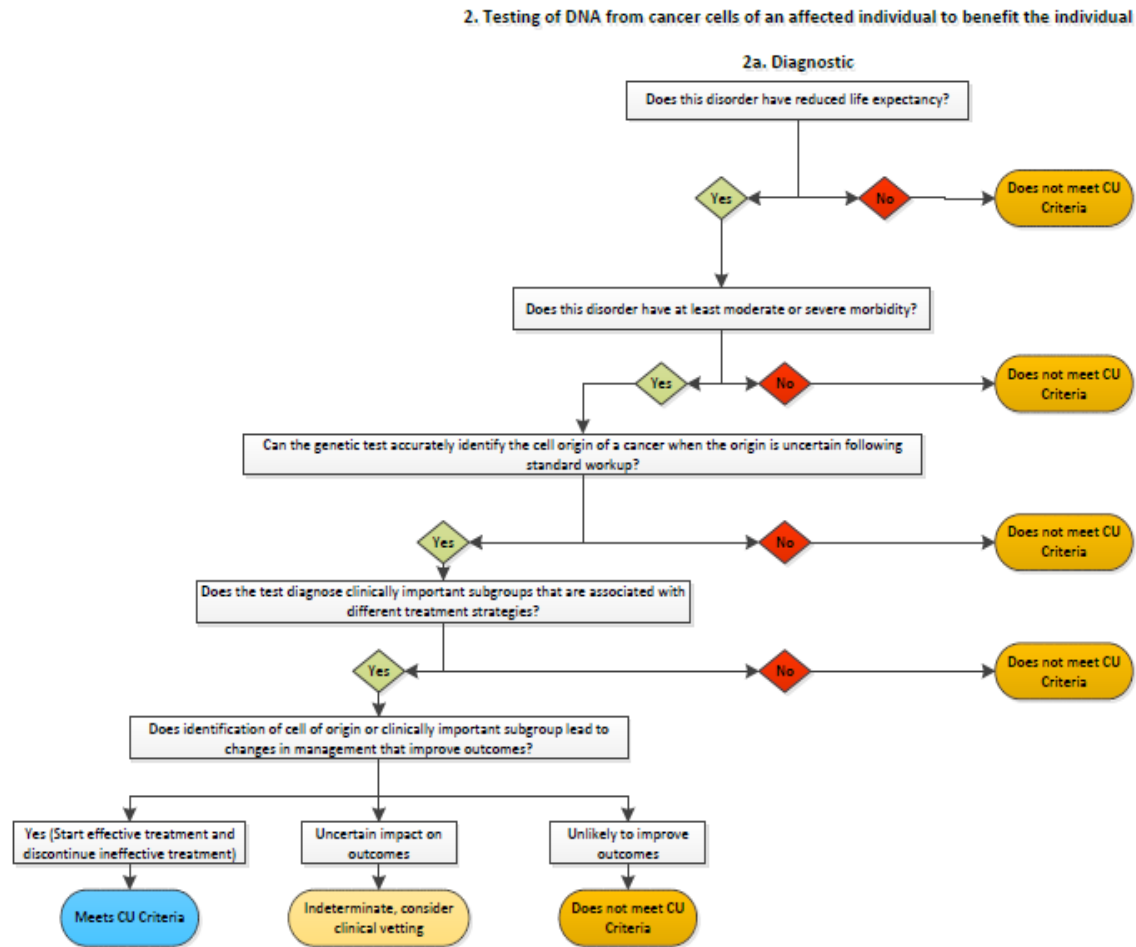 2. Testing of DNA from cancer cells of an affected individual to benefit the individual
2a. Diagnostic
Does this disorder have reduced life expectancy?
Yes
No
Does not meet CU
Criteria
Does this disorder have at least moderate or severe morbidity?
Yes
No
Does not meet CU
Criteria
Can the genetic test accurately identify the cell origin of a cancer when the origin is uncertain following
standard workup?
Yes
No
Does not meet CU
Criteria
Does the test diagnose clinically important subgroups that are associated with
different treatment strategies?
Yes
No
Does not meet CU
Criteria
Does identification of cell of origin or clinically important subgroup lead to
changes in management that improve outcomes?
Yes (Start effective treatment and
discontinue ineffective treatment)
Uncertain impact on
outcomes
Unlikely to improve
outcomes
Meets CU Criteria
Indeterminate, consider
clinical vetting
Does not meet CU
Criteria